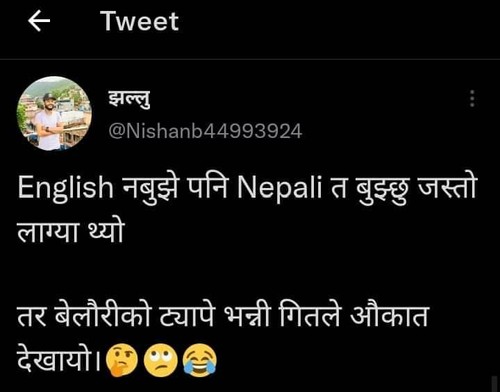 Tweet
झल्लु
@Nishanb44993924
English नबुझे पनि Nepali त बुझ्छु जस्तो
लाग्या थ्यो
तर बेलौरीको ट्यापे भन्नी गितले औकात
देखायो।🤔🙄😂